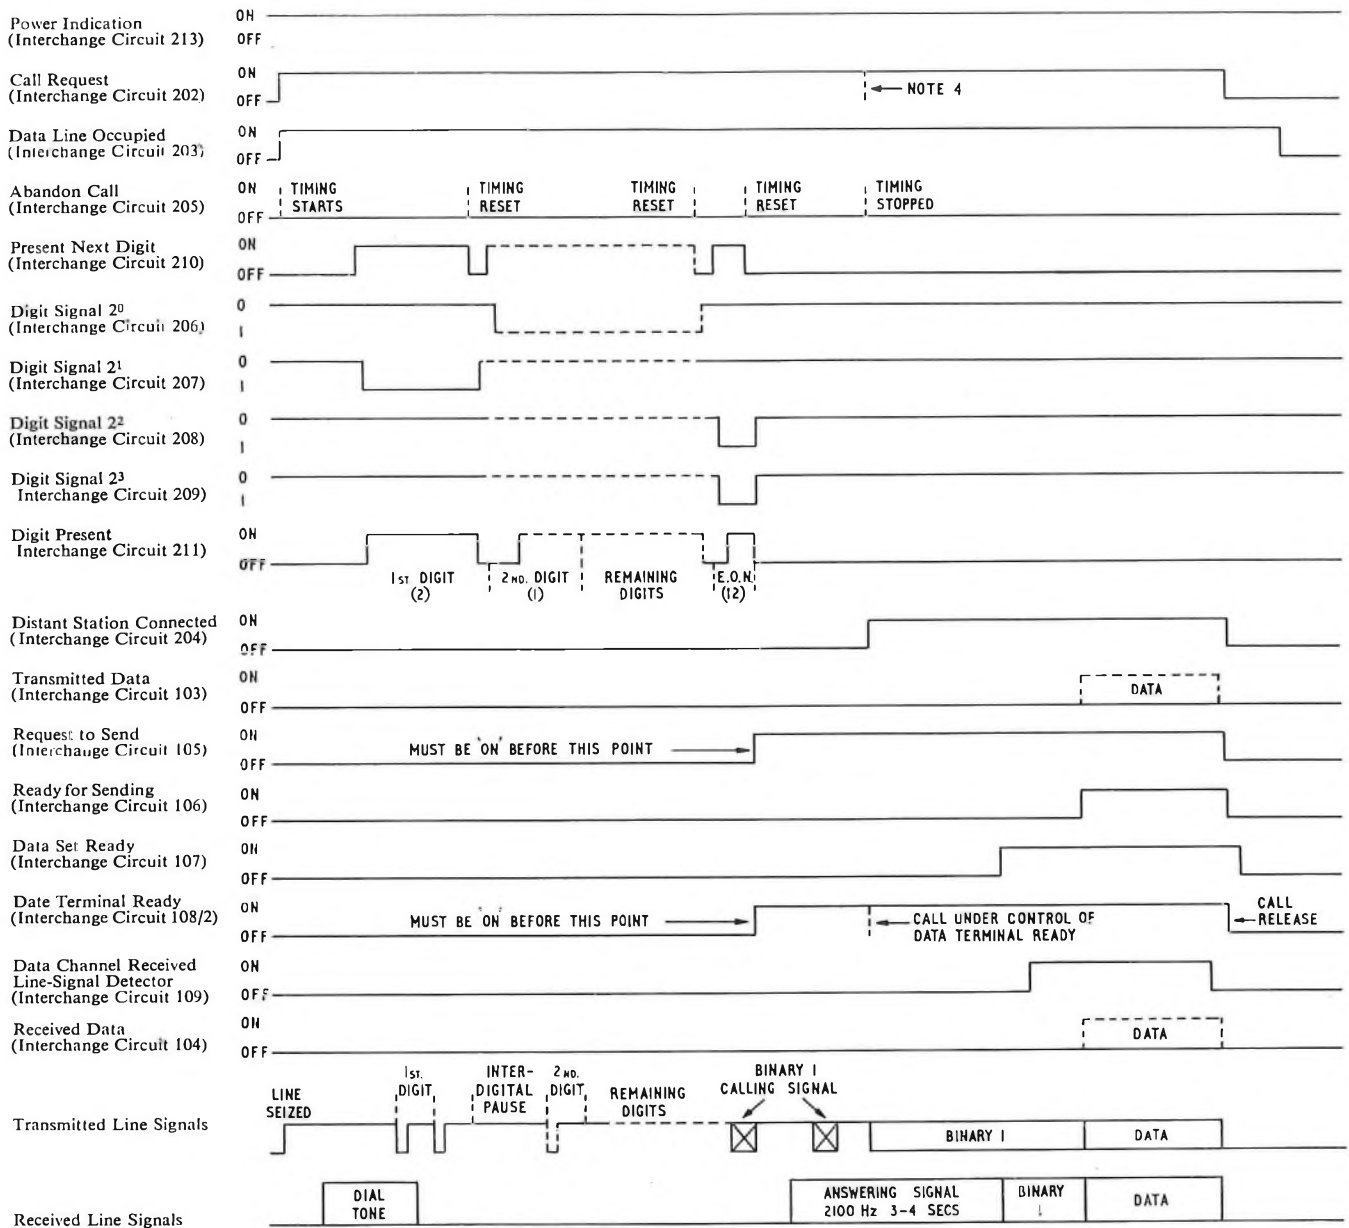 Power Indication
(Interchange Circuit 213)
ON
OFF
Call Request
(Interchange Circuit 202)
ON
OFF
NOTE 4
Data Line Occupied
(Interchange Circuit 203)
ON
OFF
Abandon Call
(Interchange Circuit 205)
ON
OFF
TIMING
STARTS
TIMING
RESET
TIMING
RESET
TIMING
RESET
TIMING
STOPPED
Present Next Digit
(Interchange Circuit 210)
ON
OFF
Digit Signal 2⁰
(Interchange Circuit 206)
0
1
Digit Signal 2¹
(Interchange Circuit 207)
0
1
Digit Signal 2²
(Interchange Circuit 208)
0
1
Digit Signal 2³
Interchange Circuit 209)
0
1
Digit Present
Interchange Circuit 211)
ON
OFF
1ST DIGIT
(2)
2ND. DIGIT
(1)
REMAINING
DIGITS
E.O.N.
(12)
Distant Station Connected
(Interchange Circuit 204)
ON
OFF
Transmitted Data
(Interchange Circuit 103)
ON
OFF
DATA
Request to Send
(Interchange Circuit 105)
ON
OFF
MUST BE "ON" BEFORE THIS POINT
Ready for Sending
(Interchange Circuit 106)
ON
OFF
Data Set Ready
(Interchange Circuit 107)
ON
OFF
Date Terminal Ready
(Interchange Circuit 108/2)
ON
OFF
MUST BE "ON" BEFORE THIS POINT
CALL UNDER CONTROL OF
DATA TERMINAL READY
CALL
RELEASE
Data Channel Received
Line-Signal Detector
(Interchange Circuit 109)
ON
OFF
Received Data
(Interchange Circuit 104)
ON
OFF
DATA
Transmitted Line Signals
LINE
SEIZED
1ST.
DIGIT
INTER-
DIGITAL
PAUSE
2ND.
DIGIT
REMAINING
DIGITS
BINARY 1
CALLING SIGNAL
BINARY 1
DATA
Received Line Signals
DIAL
TONE
ANSWERING SIGNAL
2100 Hz 3-4 SECS
BINARY
1
DATA